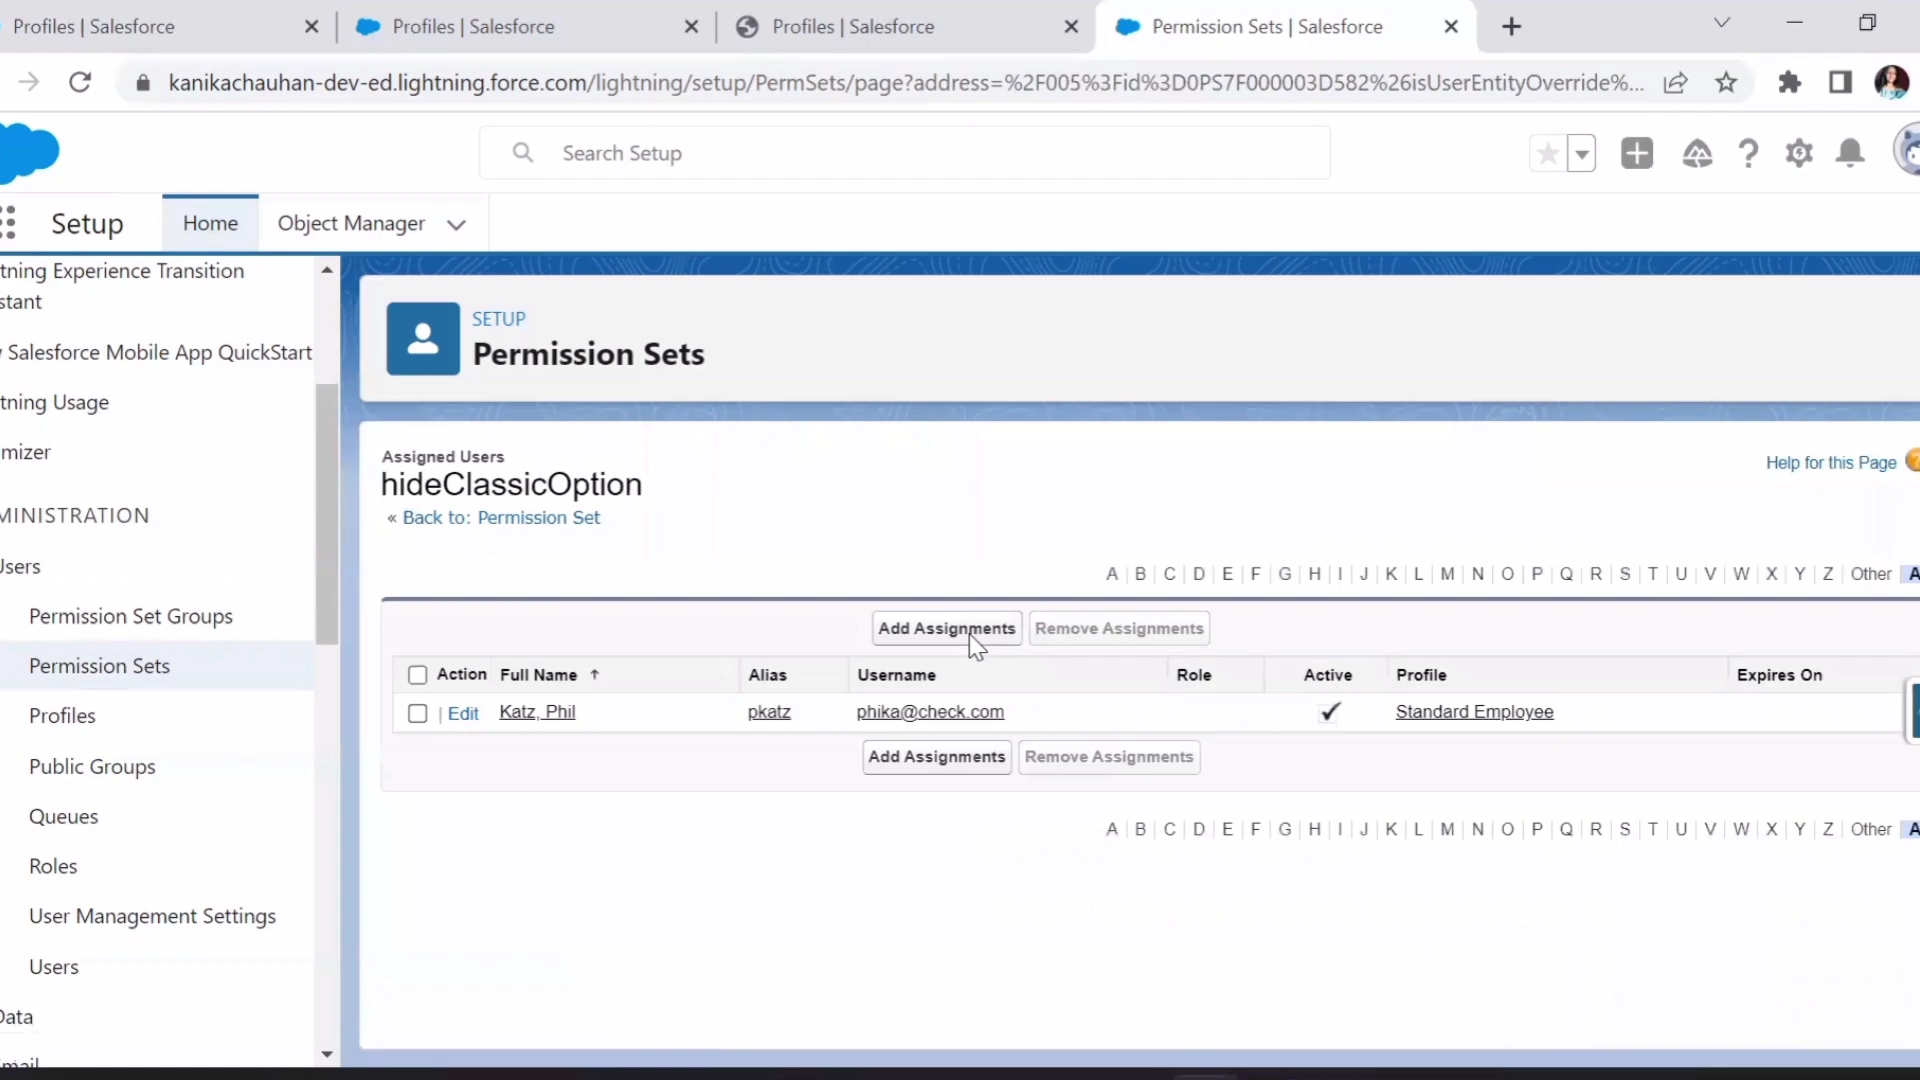 Profiles | Salesforce
Profiles | Salesforce
Profiles | Salesforce
Permission Sets | Salesforce
kanikachauhan-dev-ed.lightning.force.com/lightning/setup/PermSets/page?address=%2F005%3Fid%3D0PS7F000003D582%26isUserEntityOverride%...
Search Setup
Setup
Home
Object Manager
tning Experience Transition
stant
Salesforce Mobile App QuickStart
tning Usage
mizer
MINISTRATION
Users
Permission Set Groups
Permission Sets
Profiles
Public Groups
Queues
Roles
User Management Settings
Users
Data
SETUP
Permission Sets
Assigned Users
hideClassicOption
« Back to: Permission Set
Help for this Page
A | B | C | D | E | F | G | H | I | J | K | L | M | N | O | P | Q | R | S | T | U | V | W | X | Y | Z | Other | A
Add Assignments Remove Assignments
Action Full Name ↑ Alias Username Role Active Profile Expires On
| Edit Katz, Phil pkatz phika@check.com ✓ Standard Employee
Add Assignments Remove Assignments
A | B | C | D | E | F | G | H | I | J | K | L | M | N | O | P | Q | R | S | T | U | V | W | X | Y | Z | Other | A